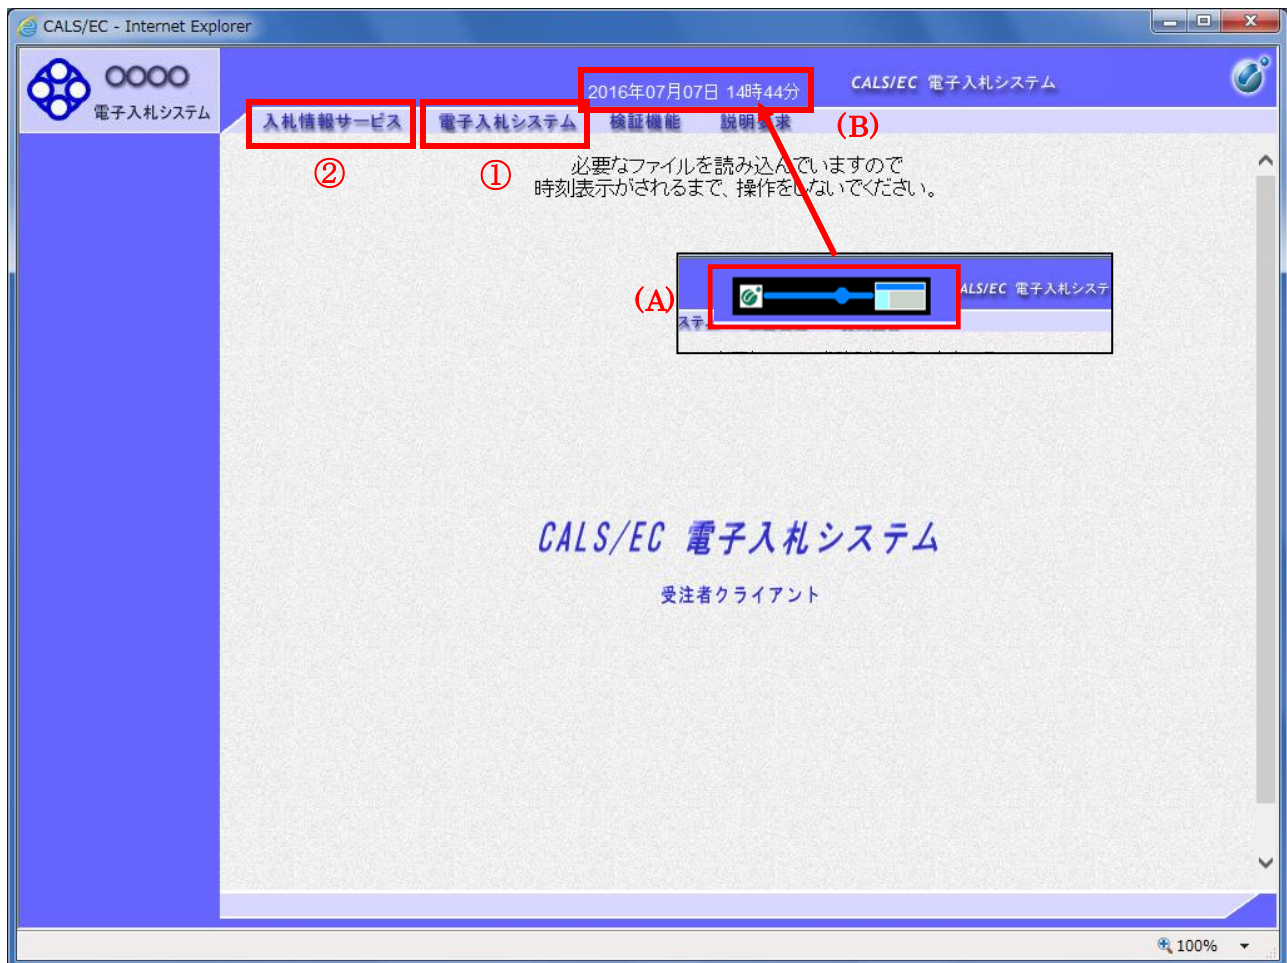 CALS/EC - Internet Explorer
○○○○
電子入札システム
2016年07月07日 14時44分
CALS/EC 電子入札システム
入札情報サービス 電子入札システム 検証機能 説明要求
(B)
② ①
必要なファイルを読み込んでいますので
時刻表示がされるまで、操作をしないでください。
(A)
ALS/EC 電子入札システ
ステ
CALS/EC 電子入札システム
受注者クライアント
100%